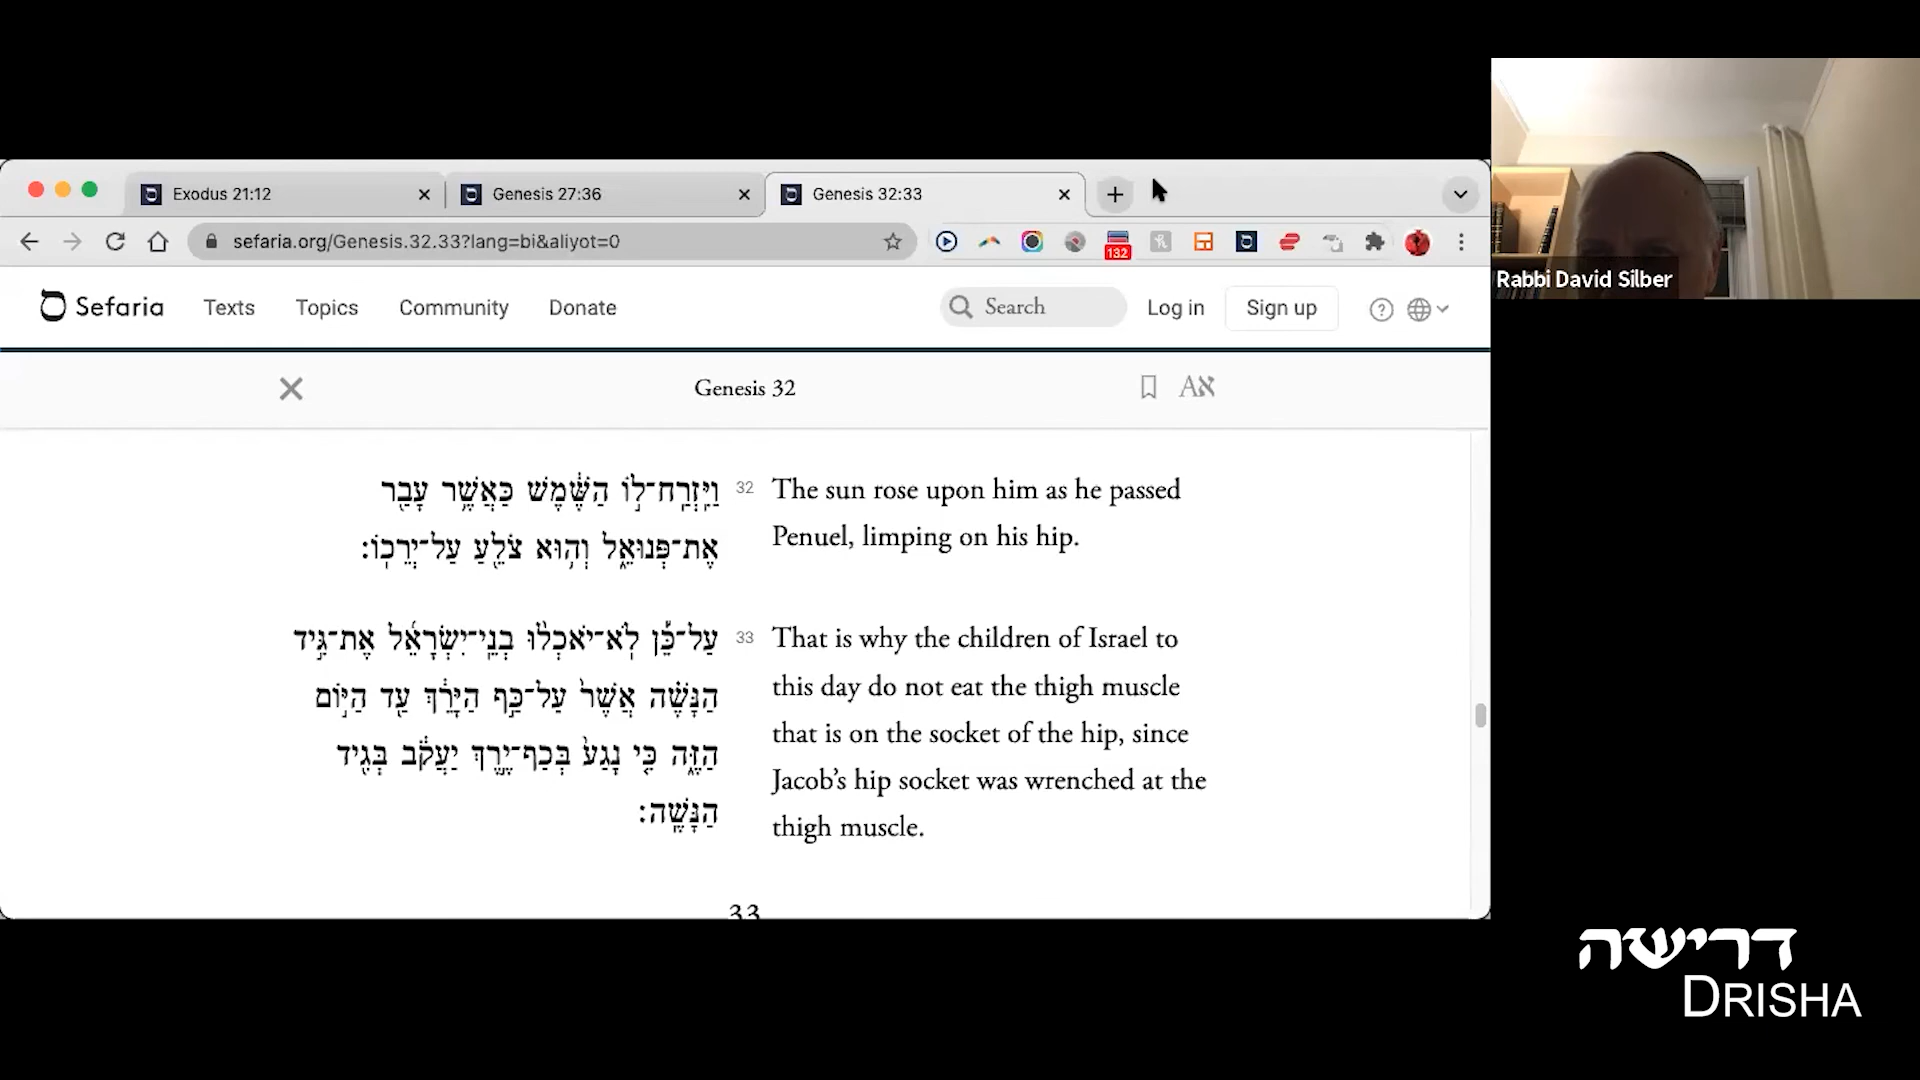 Exodus 21:12
Genesis 27:36
Genesis 32:33
sefaria.org/Genesis.32.33?lang=bi&aliyot=0
132
Sefaria
Texts
Topics
Community
Donate
Search
Log in
Sign up
Genesis 32
Aא
וַיִּֽזְרַֽח־ל֣וֹ הַשֶּׁ֔מֶשׁ כַּאֲשֶׁ֥ר עָבַ֖ר
אֶת־פְּנוּאֵ֑ל וְה֥וּא צֹלֵ֖עַ עַל־יְרֵכֽוֹ׃
32
The sun rose upon him as he passed
Penuel, limping on his hip.
עַל־כֵּ֡ן לֹֽא־יֹאכְל֨וּ בְנֵֽי־יִשְׂרָאֵ֜ל אֶת־גִּ֣יד
הַנָּשֶׁ֗ה אֲשֶׁר֙ עַל־כַּ֣ף הַיָּרֵ֔ךְ עַ֖ד הַיּ֣וֹם
הַזֶּ֑ה כִּ֤י נָגַע֙ בְּכַף־יֶ֣רֶךְ יַעֲקֹ֔ב בְּגִ֖יד
הַנָּשֶֽׁה׃
33
That is why the children of Israel to
this day do not eat the thigh muscle
that is on the socket of the hip, since
Jacob’s hip socket was wrenched at the
thigh muscle.
33
Rabbi David Silber
דרישה
DRISHA